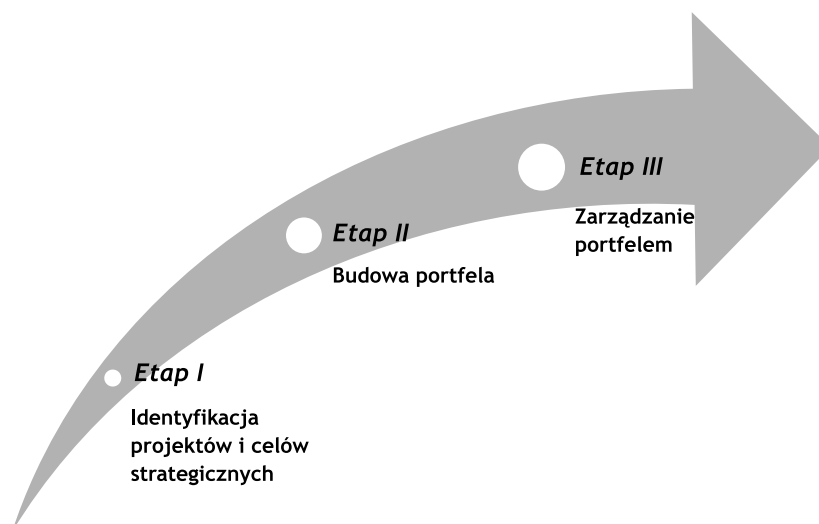 Etap I
Identyfikacja
projektów i celów
strategicznych
Etap II
Budowa portfela
Etap III
Zarządzanie
portfelem